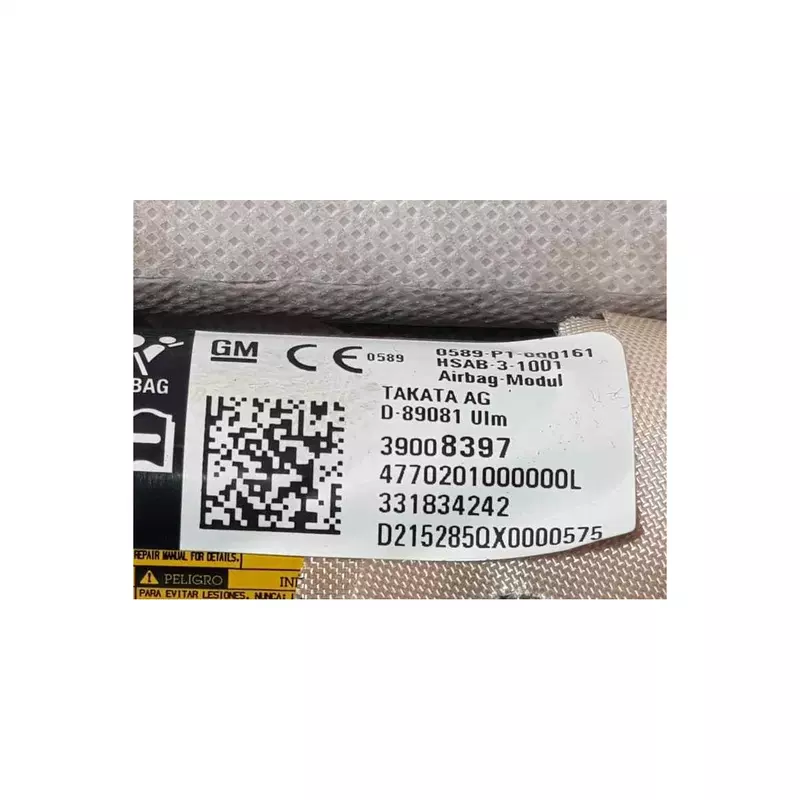 GM CE 0589
0589-P1-000161
HSAB-3-1001
Airbag-Modul
TAKATA AG
D-89081 Ulm
39008397
4770201000000L
331834242
D215285QX0000575
BAG
REPAIR MANUAL FOR DETAILS.
PELIGRO
PARA EVITAR LESIONES, NUNCA: